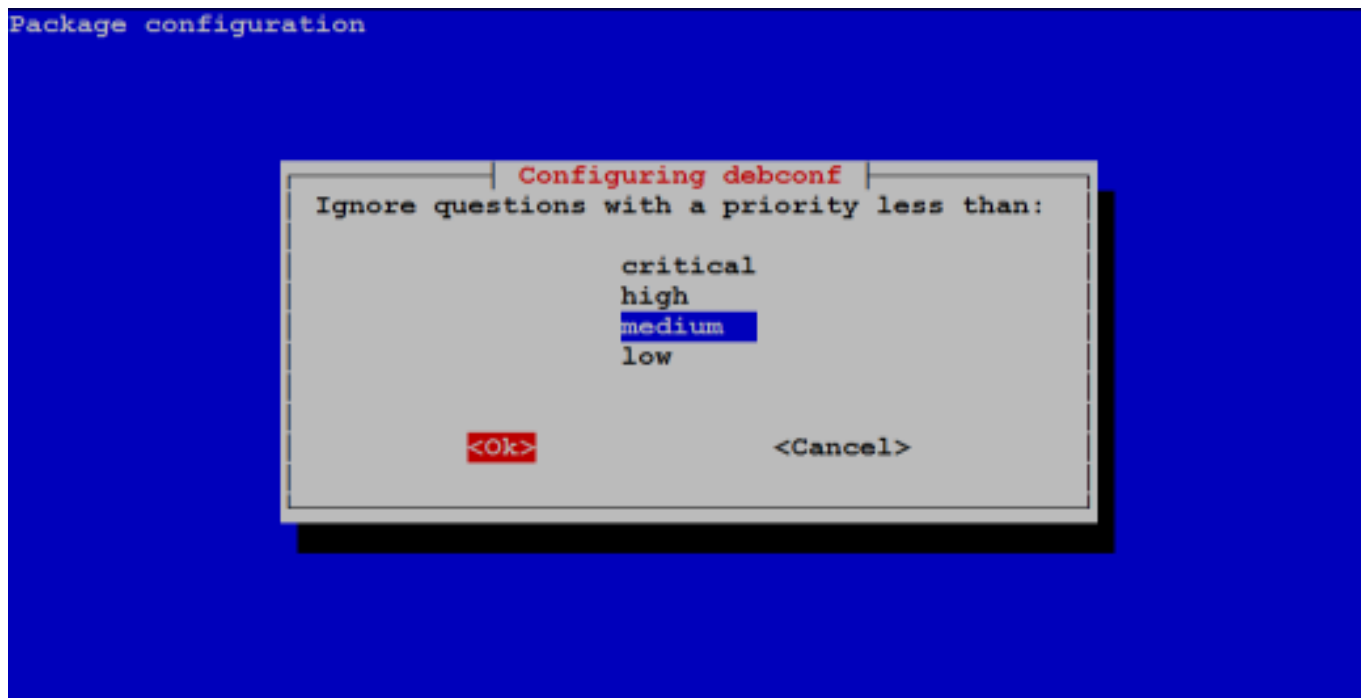 Package configuration
Configuring debconf
Ignore questions with a priority less than:
critical
high
medium
low
<Ok> <Cancel>